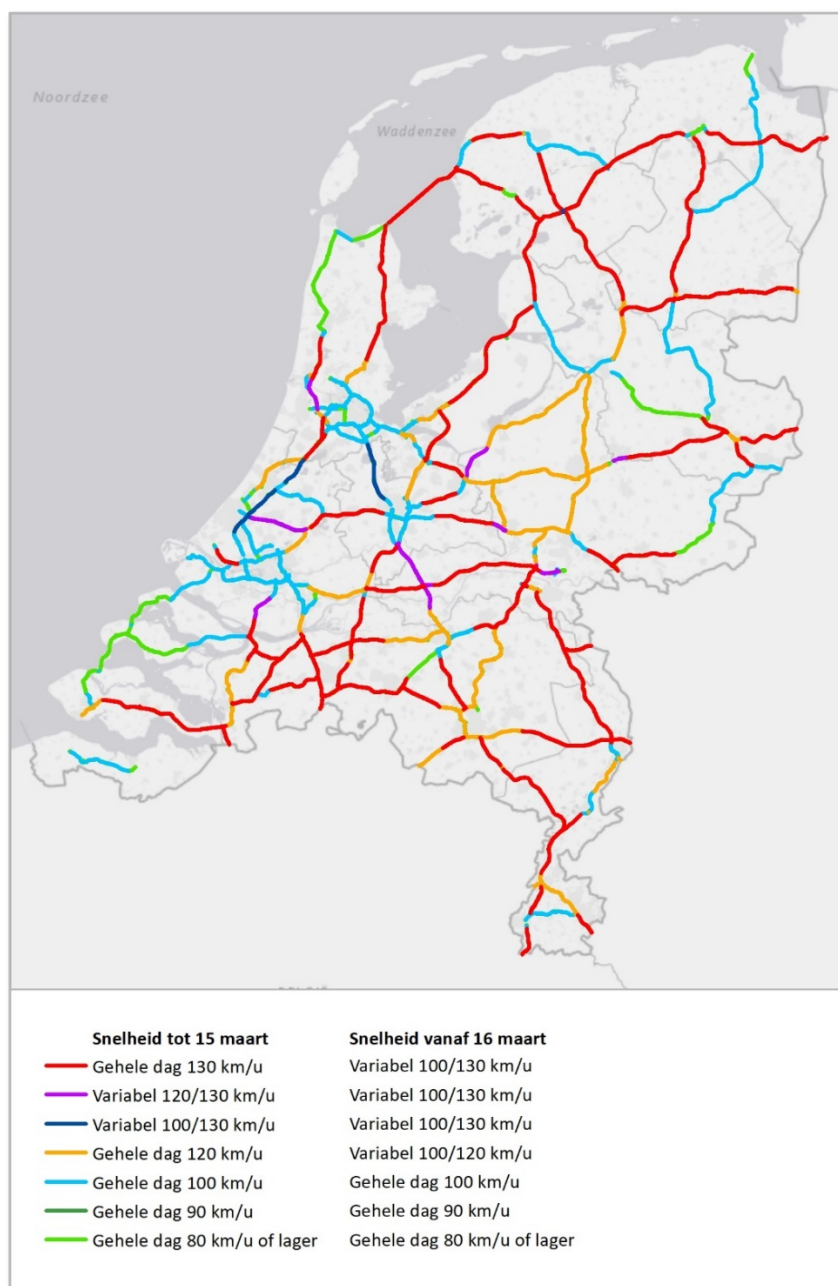 Noordzee
Waddenzee
Snelheid tot 15 maart Snelheid vanaf 16 maart
Gehele dag 130 km/u Variabel 100/130 km/u
Variabel 120/130 km/u Variabel 100/130 km/u
Variabel 100/130 km/u Variabel 100/130 km/u
Gehele dag 120 km/u Variabel 100/120 km/u
Gehele dag 100 km/u Gehele dag 100 km/u
Gehele dag 90 km/u Gehele dag 90 km/u
Gehele dag 80 km/u of lager Gehele dag 80 km/u of lager